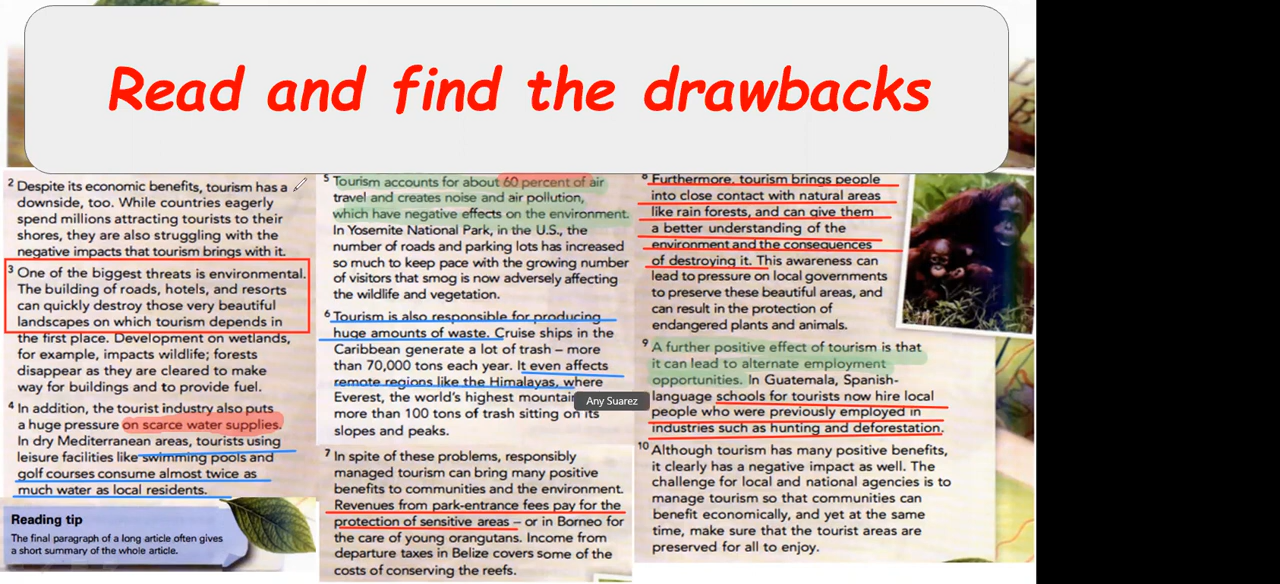 Read and find the drawbacks
2 Despite its economic benefits, tourism has a
downside, too. While countries eagerly
spend millions attracting tourists to their
shores, they are also struggling with the
negative impacts that tourism brings with it.
3 One of the biggest threats is environmental.
The building of roads, hotels, and resorts
can quickly destroy those very beautiful
landscapes on which tourism depends in
the first place. Development on wetlands,
for example, impacts wildlife; forests
disappear as they are cleared to make
way for buildings and to provide fuel.
4 In addition, the tourist industry also puts
a huge pressure on scarce water supplies.
In dry Mediterranean areas, tourists using
leisure facilities like swimming pools and
golf courses consume almost twice as
much water as local residents.
Reading tip
The final paragraph of a long article often gives
a short summary of the whole article.
5 Tourism accounts for about 60 percent of air
travel and creates noise and air pollution,
which have negative effects on the environment.
In Yosemite National Park, in the U.S., the
number of roads and parking lots has increased
so much to keep pace with the growing number
of visitors that smog is now adversely affecting
the wildlife and vegetation.
6 Tourism is also responsible for producing
huge amounts of waste. Cruise ships in the
Caribbean generate a lot of trash – more
than 70,000 tons each year. It even affects
remote regions like the Himalayas, where
Everest, the world's highest mountain
more than 100 tons of trash sitting on its
slopes and peaks.
Any Suarez
7 In spite of these problems, responsibly
managed tourism can bring many positive
benefits to communities and the environment.
Revenues from park-entrance fees pay for the
protection of sensitive areas – or in Borneo for
the care of young orangutans. Income from
departure taxes in Belize covers some of the
costs of conserving the reefs.
8 Furthermore, tourism brings people
into close contact with natural areas
like rain forests, and can give them
a better understanding of the
environment and the consequences
of destroying it. This awareness can
lead to pressure on local governments
to preserve these beautiful areas, and
can result in the protection of
endangered plants and animals.
9 A further positive effect of tourism is that
it can lead to alternate employment
opportunities. In Guatemala, Spanish-
language schools for tourists now hire local
people who were previously employed in
industries such as hunting and deforestation.
10 Although tourism has many positive benefits,
it clearly has a negative impact as well. The
challenge for local and national agencies is to
manage tourism so that communities can
benefit economically, and yet at the same
time, make sure that the tourist areas are
preserved for all to enjoy.